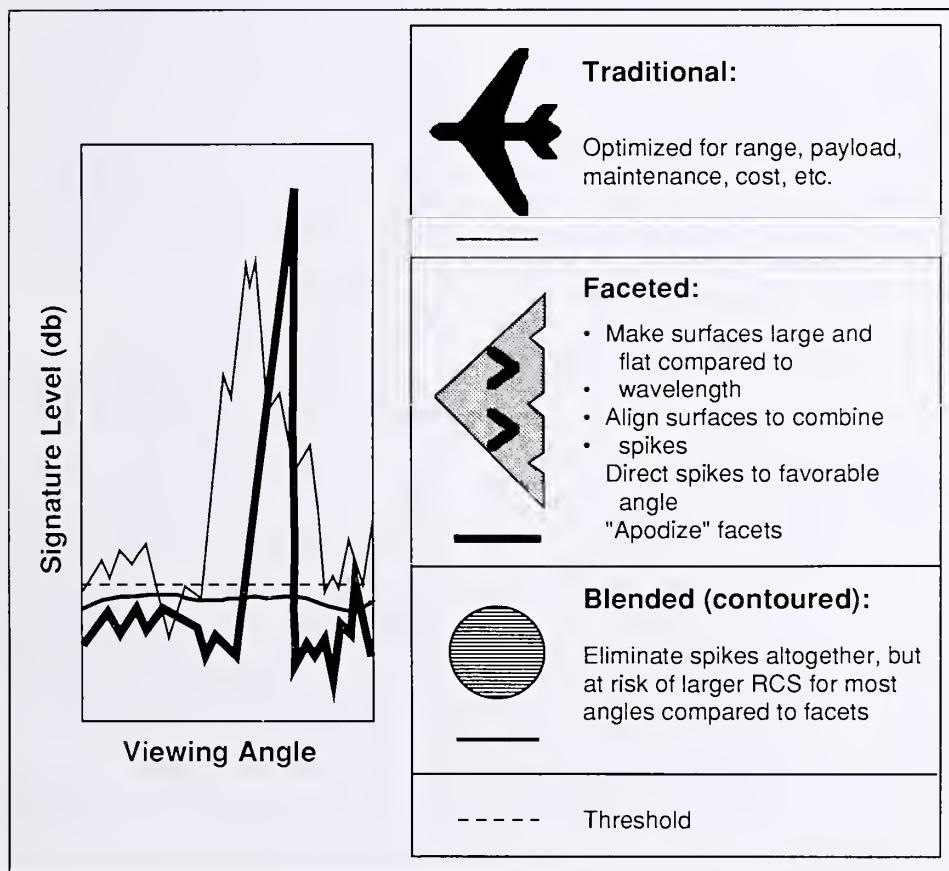 Signature Level (db)
Viewing Angle
Traditional:
Optimized for range, payload,
maintenance, cost, etc.
Faceted:
• Make surfaces large and
flat compared to
• wavelength
• Align surfaces to combine
• spikes
Direct spikes to favorable
angle
"Apodize" facets
Blended (contoured):
Eliminate spikes altogether, but
at risk of larger RCS for most
angles compared to facets
Threshold